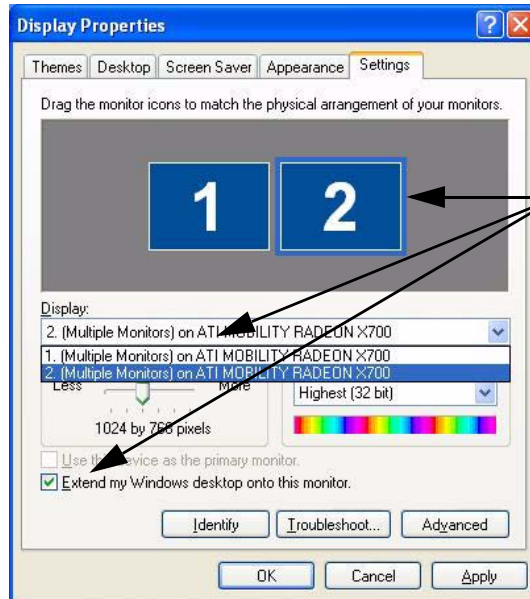 Display Properties
Themes Desktop Screen Saver Appearance Settings
Drag the monitor icons to match the physical arrangement of your monitors.
1 2
Display:
2. (Multiple Monitors) on ATI MOBILITY RADEON X700
1. (Multiple Monitors) on ATI MOBILITY RADEON X700
2. (Multiple Monitors) on ATI MOBILITY RADEON X700
Less More Highest (32 bit)
1024 by 768 pixels
Use this device as the primary monitor.
Extend my Windows desktop onto this monitor.
Identify Troubleshoot... Advanced
OK Cancel Apply